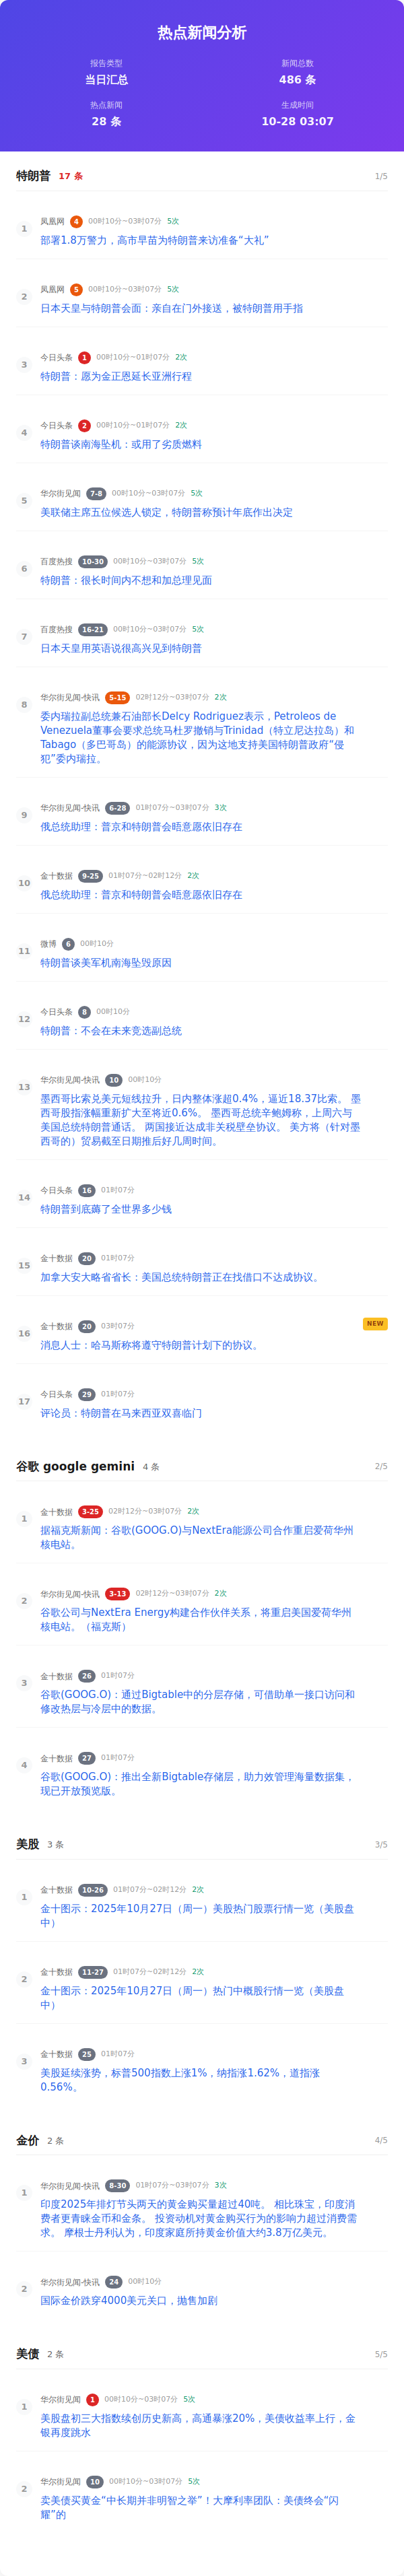 热点新闻分析
报告类型
当日汇总
新闻总数
486 条
热点新闻
28 条
生成时间
10-28 03:07
特朗普 17 条 1/5
1 凤凰网 4 00时10分~03时07分 5次
部署1.8万警力，高市早苗为特朗普来访准备“大礼”
2 凤凰网 5 00时10分~03时07分 5次
日本天皇与特朗普会面：亲自在门外接送，被特朗普用手指
3 今日头条 1 00时10分~01时07分 2次
特朗普：愿为金正恩延长亚洲行程
4 今日头条 2 00时10分~01时07分 2次
特朗普谈南海坠机：或用了劣质燃料
5 华尔街见闻 7-8 00时10分~03时07分 5次
美联储主席五位候选人锁定，特朗普称预计年底作出决定
6 百度热搜 10-30 00时10分~03时07分 5次
特朗普：很长时间内不想和加总理见面
7 百度热搜 16-21 00时10分~03时07分 5次
日本天皇用英语说很高兴见到特朗普
8 华尔街见闻-快讯 5-15 02时12分~03时07分 2次
委内瑞拉副总统兼石油部长Delcy Rodriguez表示，Petroleos de
Venezuela董事会要求总统马杜罗撤销与Trinidad（特立尼达拉岛）和
Tabago（多巴哥岛）的能源协议，因为这地支持美国特朗普政府“侵
犯”委内瑞拉。
9 华尔街见闻-快讯 6-28 01时07分~03时07分 3次
俄总统助理：普京和特朗普会晤意愿依旧存在
10 金十数据 9-25 01时07分~02时12分 2次
俄总统助理：普京和特朗普会晤意愿依旧存在
11 微博 6 00时10分
特朗普谈美军机南海坠毁原因
12 今日头条 8 00时10分
特朗普：不会在未来竞选副总统
13 华尔街见闻-快讯 10 00时10分
墨西哥比索兑美元短线拉升，日内整体涨超0.4%，逼近18.37比索。 墨
西哥股指涨幅重新扩大至将近0.6%。 墨西哥总统辛鲍姆称，上周六与
美国总统特朗普通话。 两国接近达成非关税壁垒协议。 美方将（针对墨
西哥的）贸易截至日期推后好几周时间。
14 今日头条 16 01时07分
特朗普到底薅了全世界多少钱
15 金十数据 20 01时07分
加拿大安大略省省长：美国总统特朗普正在找借口不达成协议。
16 金十数据 20 03时07分 NEW
消息人士：哈马斯称将遵守特朗普计划下的协议。
17 今日头条 29 01时07分
评论员：特朗普在马来西亚双喜临门
谷歌 google gemini 4 条 2/5
1 金十数据 3-25 02时12分~03时07分 2次
据福克斯新闻：谷歌(GOOG.O)与NextEra能源公司合作重启爱荷华州
核电站。
2 华尔街见闻-快讯 3-13 02时12分~03时07分 2次
谷歌公司与NextEra Energy构建合作伙伴关系，将重启美国爱荷华州
核电站。（福克斯）
3 金十数据 26 01时07分
谷歌(GOOG.O)：通过Bigtable中的分层存储，可借助单一接口访问和
修改热层与冷层中的数据。
4 金十数据 27 01时07分
谷歌(GOOG.O)：推出全新Bigtable存储层，助力效管理海量数据集，
现已开放预览版。
美股 3 条 3/5
1 金十数据 10-26 01时07分~02时12分 2次
金十图示：2025年10月27日（周一）美股热门股票行情一览（美股盘
中）
2 金十数据 11-27 01时07分~02时12分 2次
金十图示：2025年10月27日（周一）热门中概股行情一览（美股盘
中）
3 金十数据 25 01时07分
美股延续涨势，标普500指数上涨1%，纳指涨1.62%，道指涨
0.56%。
金价 2 条 4/5
1 华尔街见闻-快讯 8-30 01时07分~03时07分 3次
印度2025年排灯节头两天的黄金购买量超过40吨。 相比珠宝，印度消
费者更青睐金币和金条。 投资动机对黄金购买行为的影响力超过消费需
求。 摩根士丹利认为，印度家庭所持黄金价值大约3.8万亿美元。
2 华尔街见闻-快讯 24 00时10分
国际金价跌穿4000美元关口，抛售加剧
美债 2 条 5/5
1 华尔街见闻 1 00时10分~03时07分 5次
美股盘初三大指数续创历史新高，高通暴涨20%，美债收益率上行，金
银再度跳水
2 华尔街见闻 10 00时10分~03时07分 5次
卖美债买黄金“中长期并非明智之举”！大摩利率团队：美债终会“闪
耀”的